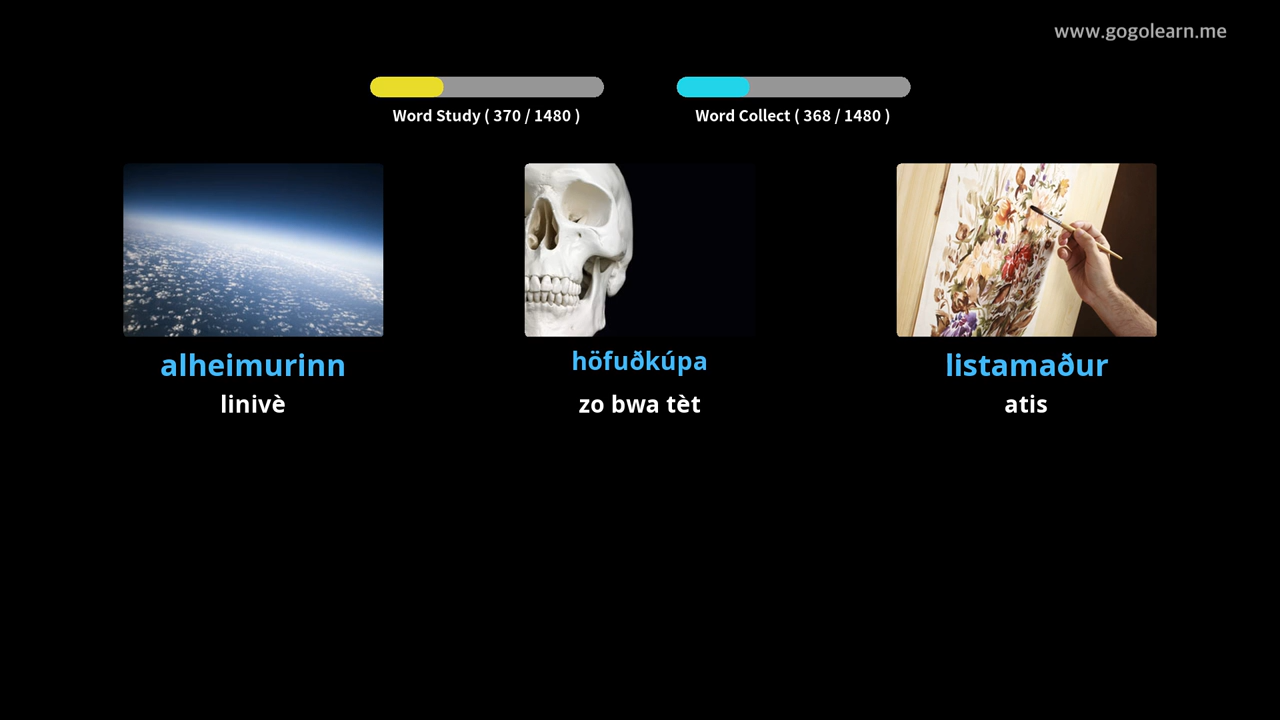 www.gogolearn.me
Word Study ( 370 / 1480 )
Word Collect ( 368 / 1480 )
alheimurinn
linivè
höfuðkúpa
zo bwa tèt
listamaður
atis